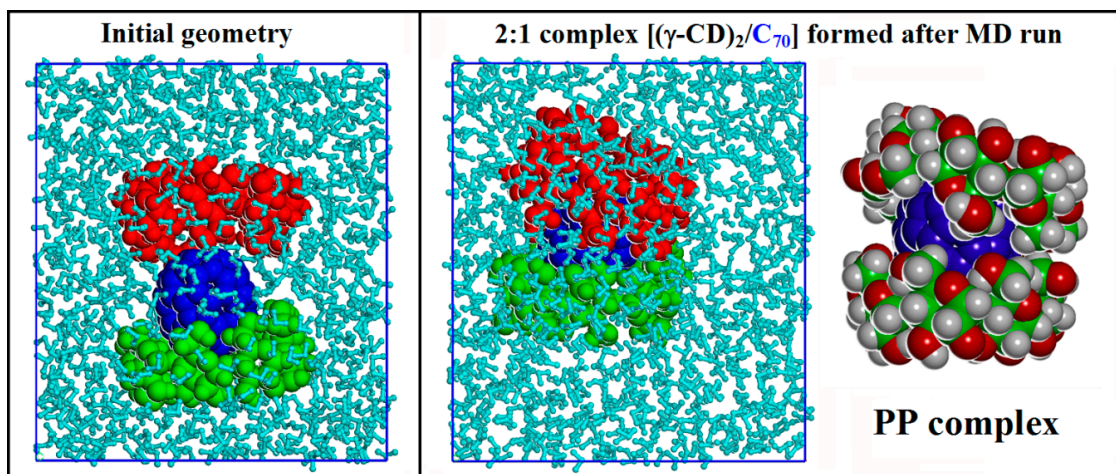 Initial geometry
2:1 complex [(γ-CD)₂/C₇₀] formed after MD run
PP complex